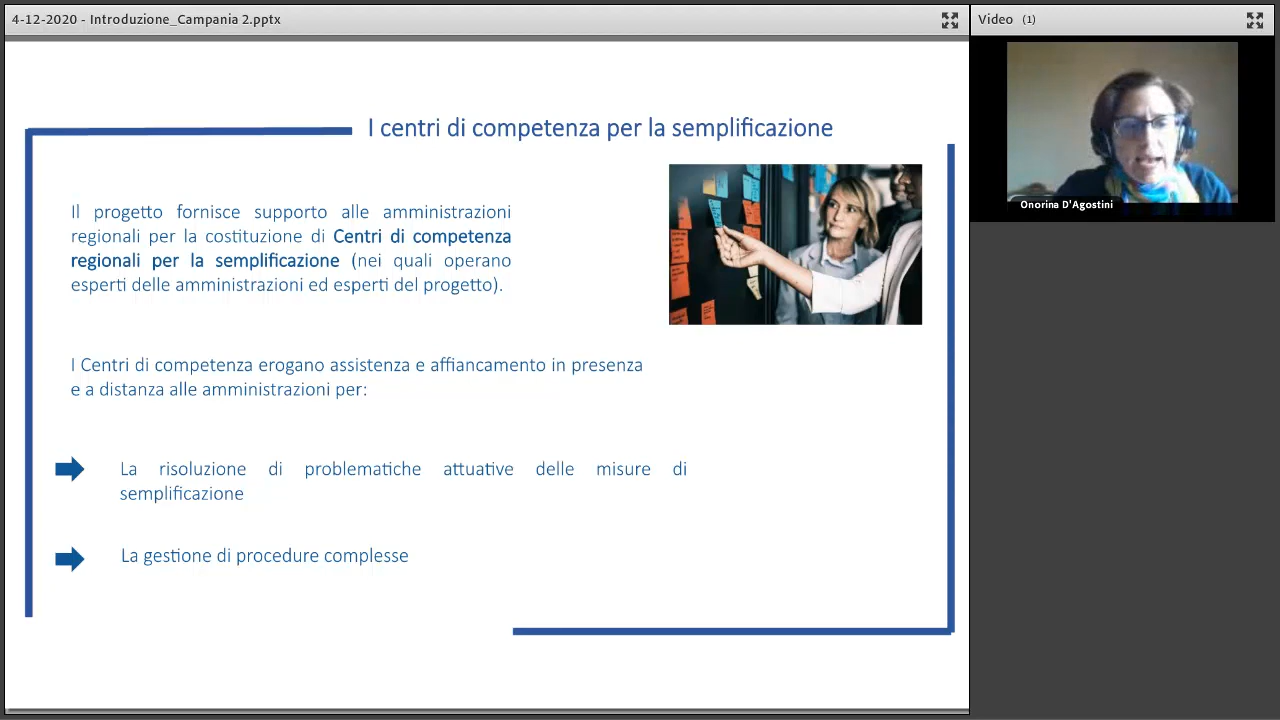 4-12-2020 - Introduzione_Campania 2.pptx
Video (1)
Onorina D'Agostini
I centri di competenza per la semplificazione
Il progetto fornisce supporto alle amministrazioni
regionali per la costituzione di Centri di competenza
regionali per la semplificazione (nei quali operano
esperti delle amministrazioni ed esperti del progetto).
I Centri di competenza erogano assistenza e affiancamento in presenza
e a distanza alle amministrazioni per:
La risoluzione di problematiche attuative delle misure di
semplificazione
La gestione di procedure complesse